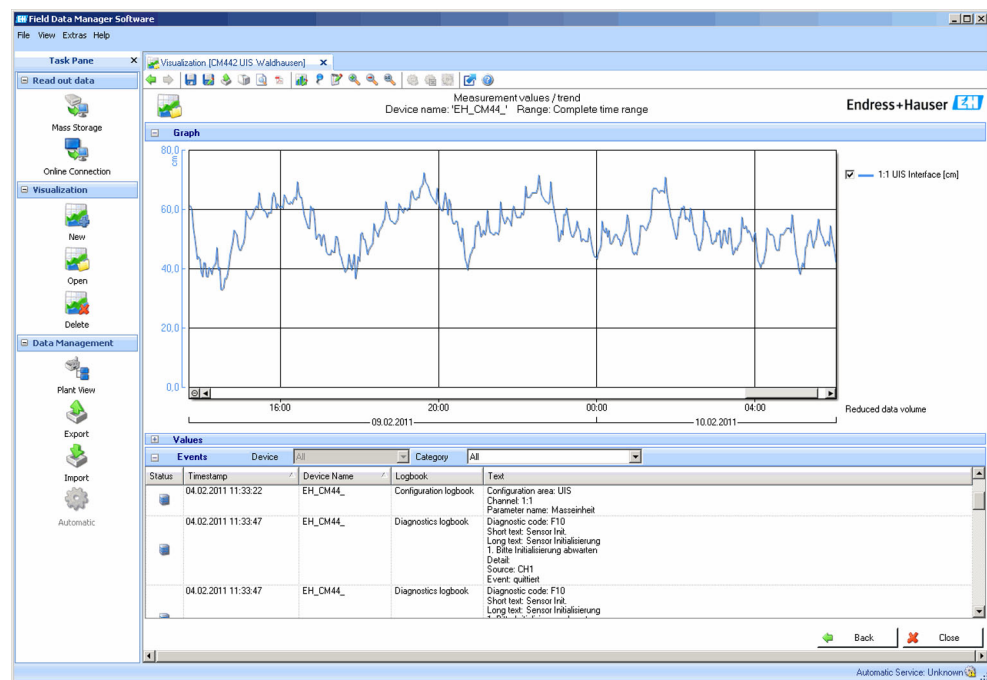 Field Data Manager Software
File View Extras Help
Task Pane X
Read out data
Mass Storage
Online Connection
Visualization
New
Open
Delete
Data Management
Plant View
Export
Import
Automatic
Visualization [CM442 UIS Waldhausen] X
Measurement values / trend
Device name: 'EH_CM44_' Range: Complete time range
Endress+Hauser EH
Graph
80,0
cm
60,0
40,0
20,0
0,0
16:00 20:00 00:00 04:00
09.02.2011 10.02.2011
1:1 UIS Interface [cm]
Reduced data volume
Values
Events Device All Category All
Status Timestamp Device Name Logbook Text
04.02.2011 11:33:22 EH_CM44_ Configuration logbook Configuration area: UIS
Channel: 1:1
Parameter name: Masseinheit
04.02.2011 11:33:47 EH_CM44_ Diagnostics logbook Diagnostic code: F10
Short text: Sensor Init.
Long text: Sensor Initialisierung
1. Bitte Initialisierung abwarten
Detail:
Source: CH1
Event: quittiert
04.02.2011 11:33:47 EH_CM44_ Diagnostics logbook Diagnostic code: F10
Short text: Sensor Init.
Long text: Sensor Initialisierung
Back Close
Automatic Service: Unknown